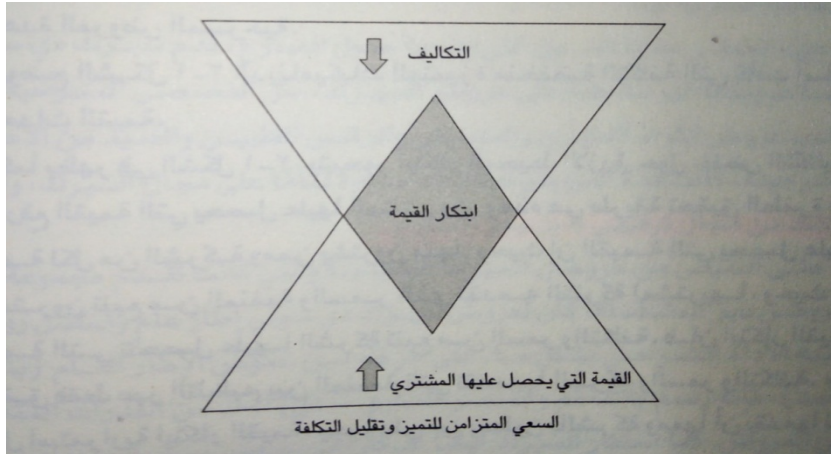 التكاليف
ابتكار القيمة
القيمة التي يحصل عليها المشتري
السعي المتزامن للتميز وتقليل التكلفة